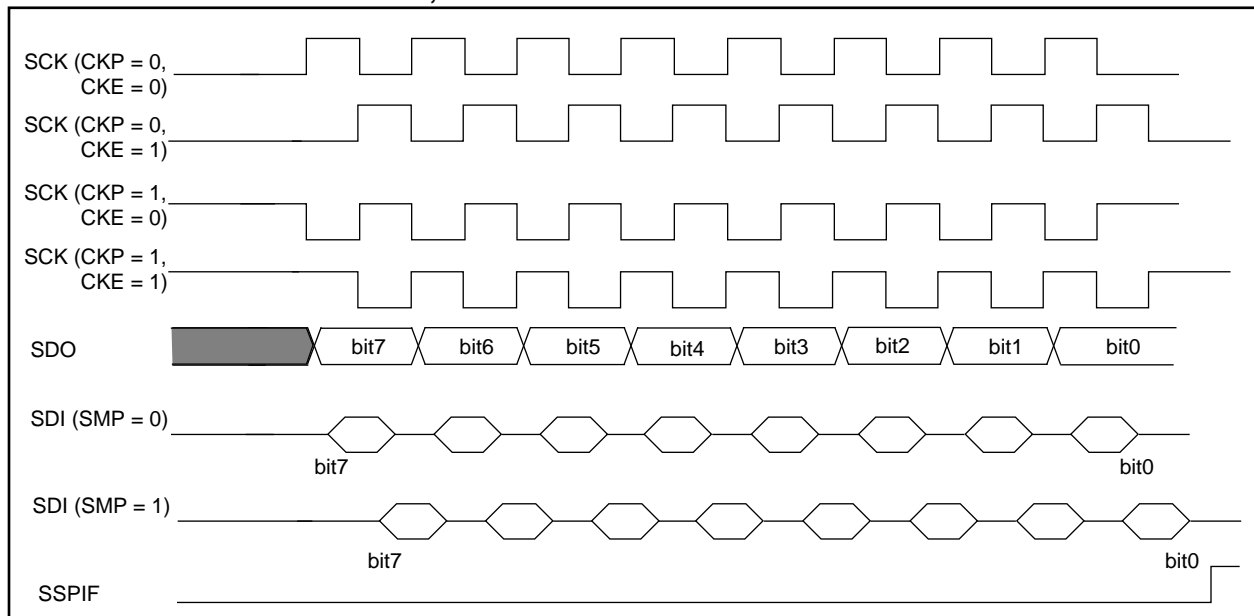 SCK (CKP = 0,
CKE = 0)
SCK (CKP = 0,
CKE = 1)
SCK (CKP = 1,
CKE = 0)
SCK (CKP = 1,
CKE = 1)
SDO bit7 bit6 bit5 bit4 bit3 bit2 bit1 bit0
SDI (SMP = 0)
bit7 bit0
SDI (SMP = 1)
bit7 bit0
SSPIF